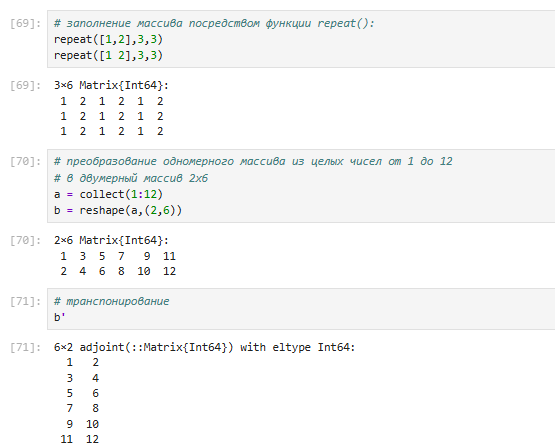 [69]: # заполнение массива посредством функции repeat():
repeat([1,2],3,3)
repeat([1 2],3,3)
[69]: 3×6 Matrix{Int64}:
1 2 1 2 1 2
1 2 1 2 1 2
1 2 1 2 1 2
[70]: # преобразование одномерного массива из целых чисел от 1 до 12
# в двумерный массив 2x6
a = collect(1:12)
b = reshape(a,(2,6))
[70]: 2×6 Matrix{Int64}:
1 3 5 7 9 11
2 4 6 8 10 12
[71]: # транспонирование
b'
[71]: 6×2 adjoint(::Matrix{Int64}) with eltype Int64:
1 2
3 4
5 6
7 8
9 10
11 12